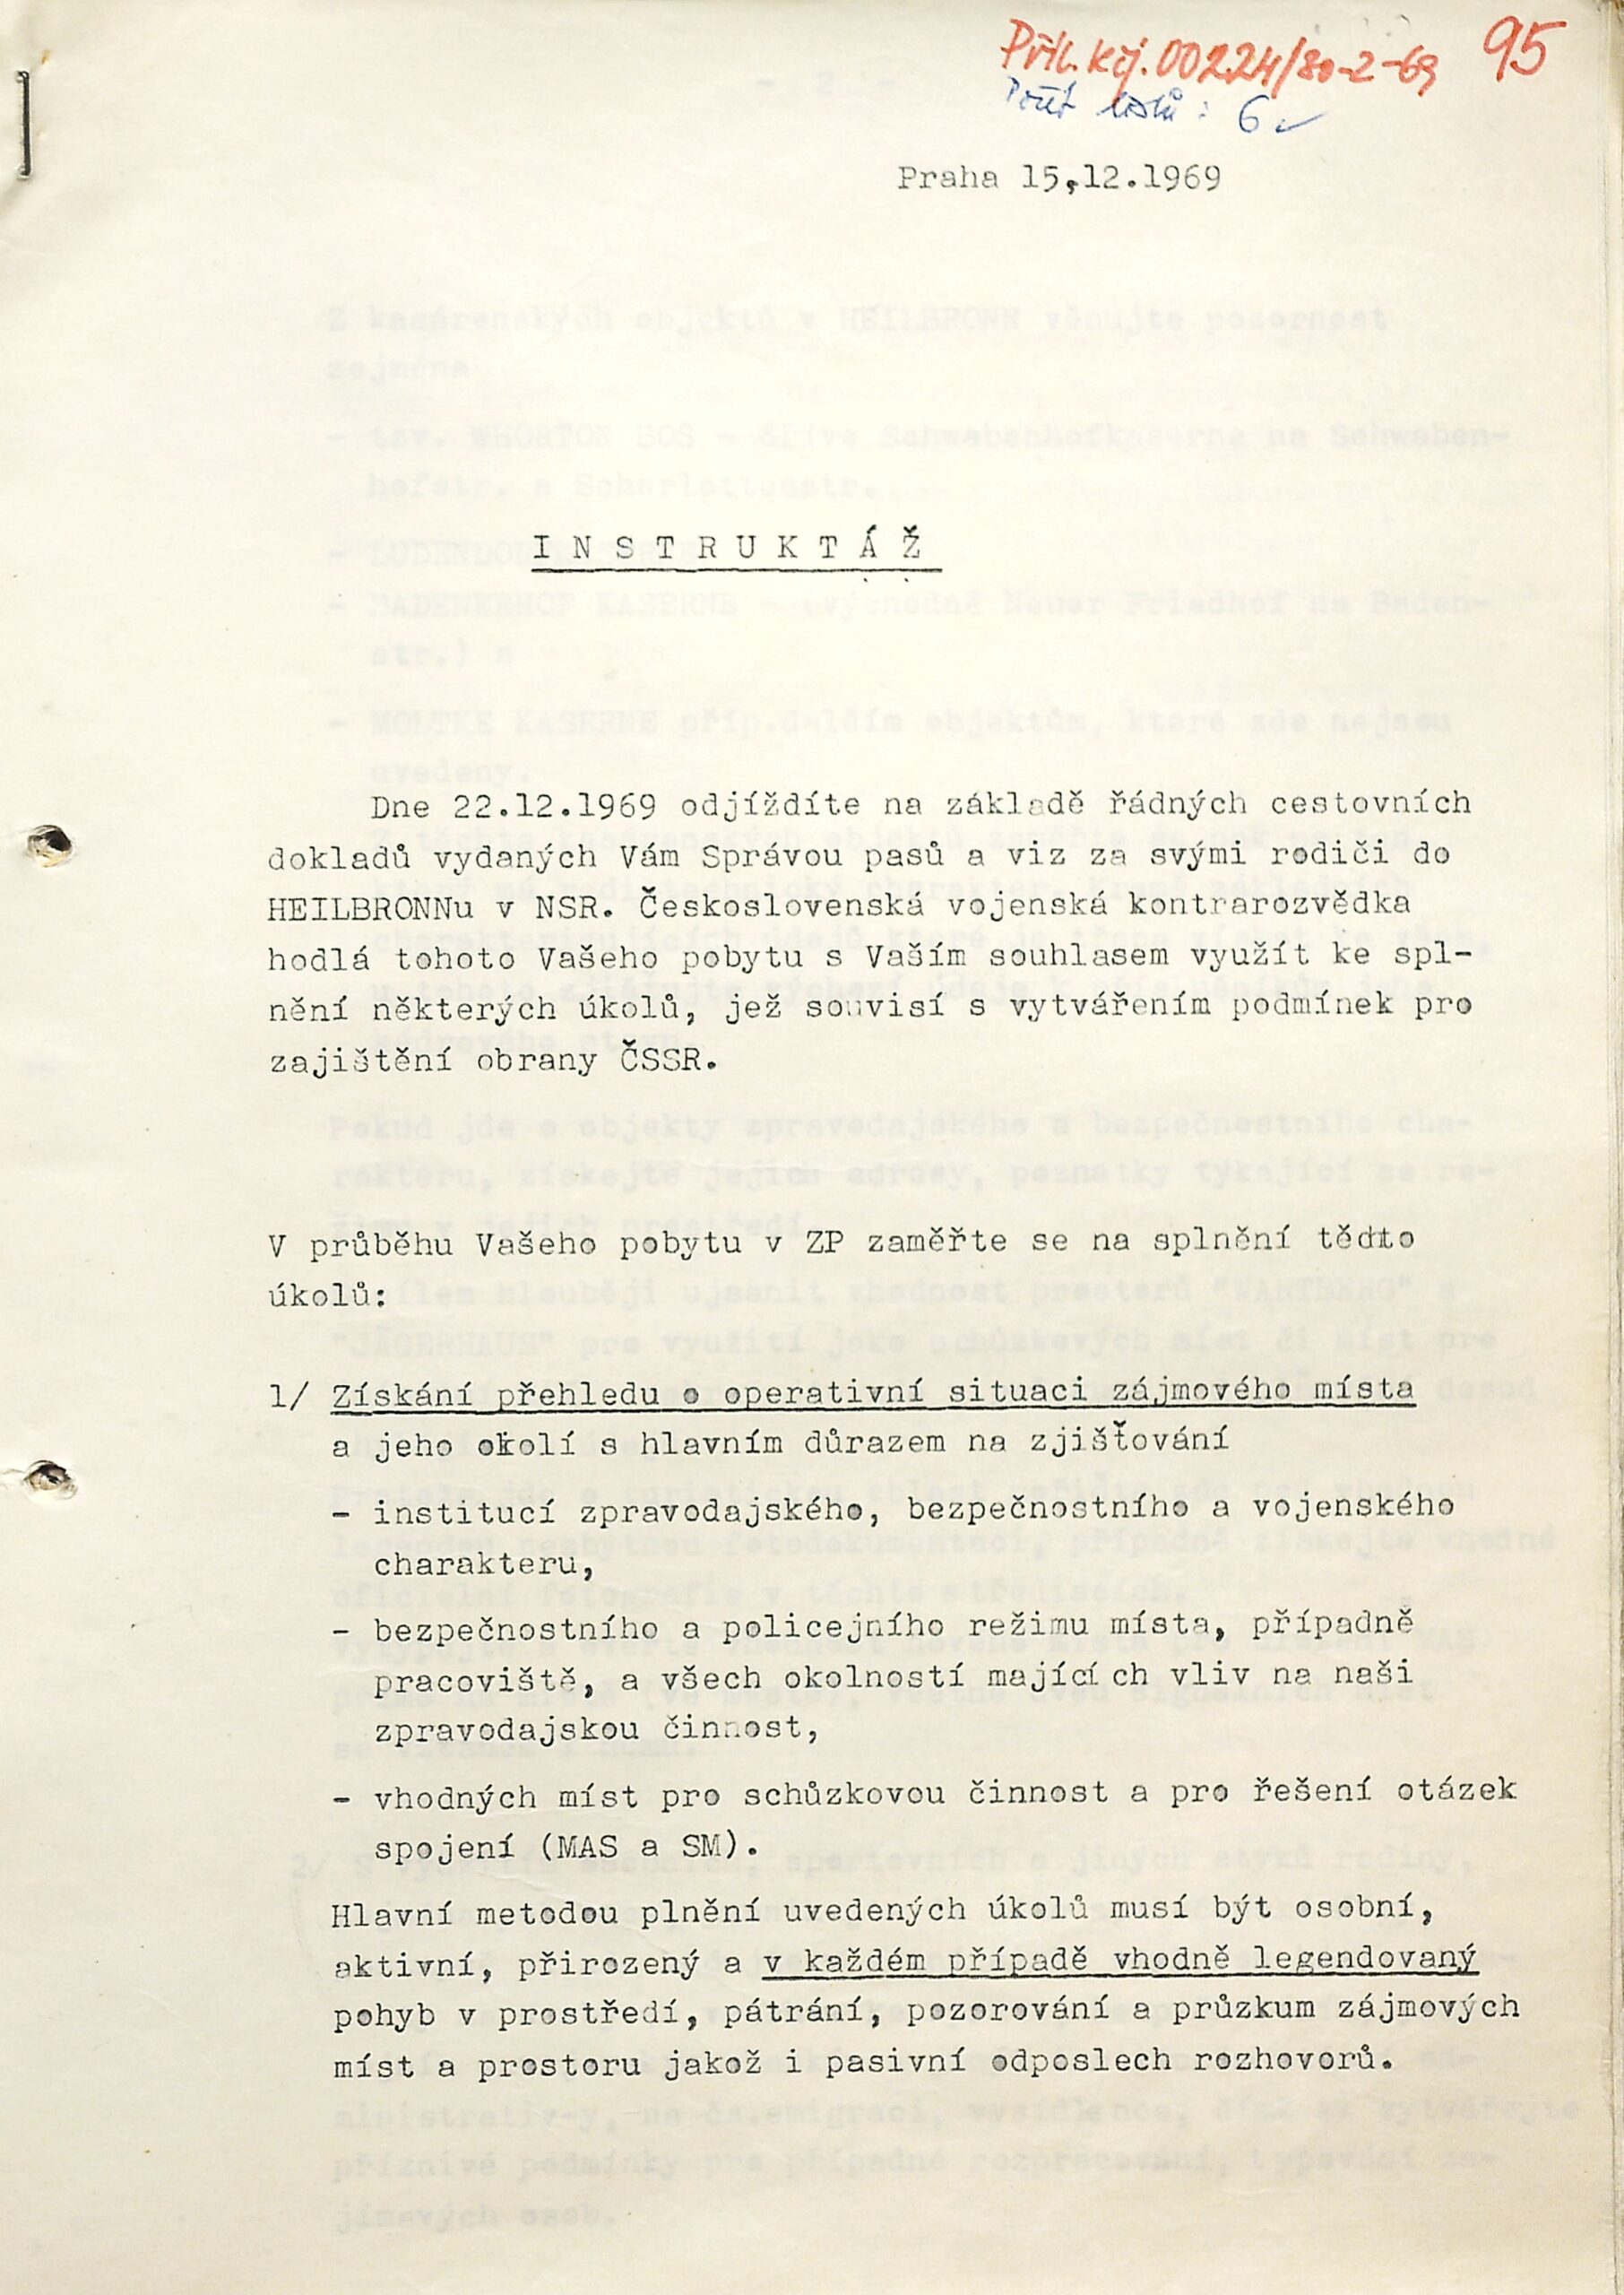 Příl. k čj. 00224/80-2-69 95
Počet listů: 6
Praha 15.12.1969
INSTRUKTÁŽ
Dne 22.12.1969 odjíždíte na základě řádných cestovních
dokladů vydaných Vám Správou pasů a viz za svými rodiči do
HEILBRONNu v NSR. Československá vojenská kontrarozvědka
hodlá tohoto Vašeho pobytu s Vaším souhlasem využít ke spl-
nění některých úkolů, jež souvisí s vytvářením podmínek pro
zajištění obrany ČSSR.
V průběhu Vašeho pobytu v ZP zaměřte se na splnění těchto
úkolů:
1/ Získání přehledu o operativní situaci zájmového místa
a jeho okolí s hlavním důrazem na zjišťování
- institucí zpravodajského, bezpečnostního a vojenského
charakteru,
- bezpečnostního a policejního režimu místa, případně
pracoviště, a všech okolností majících vliv na naši
zpravodajskou činnost,
- vhodných míst pro schůzkovou činnost a pro řešení otázek
spojení (MAS a SM).
Hlavní metodou plnění uvedených úkolů musí být osobní,
aktivní, přirozený a v každém případě vhodně legendovaný
pohyb v prostředí, pátrání, pozorování a průzkum zájmových
míst a prostoru jakož i pasivní odposlech rozhovorů.